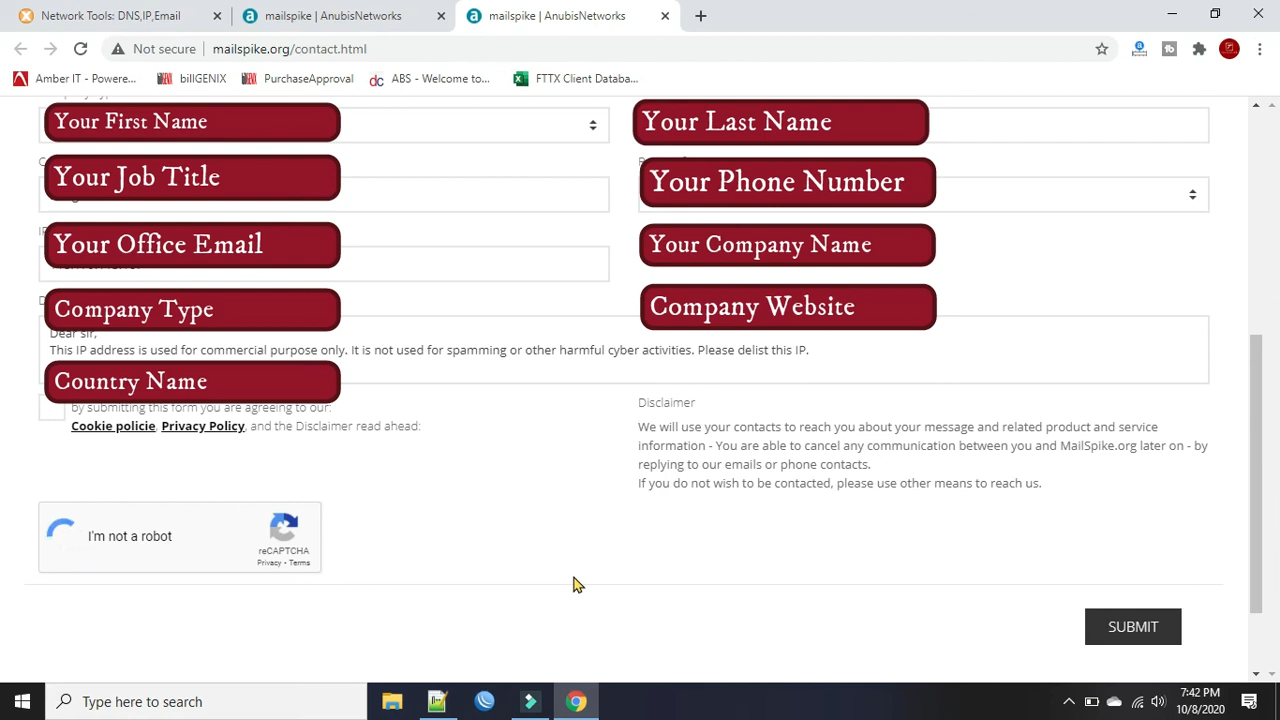 Network Tools: DNS,IP,Email
mailspike | AnubisNetworks
mailspike | AnubisNetworks
Not secure mailspike.org/contact.html
Amber IT - Powere...
billGENIX
PurchaseApproval
ABS - Welcome to...
FTTX Client Databa...
Your First Name
Your Last Name
Your Job Title
Your Phone Number
Your Office Email
Your Company Name
Company Type
Company Website
Dear sir,
This IP address is used for commercial purpose only. It is not used for spamming or other harmful cyber activities. Please delist this IP.
Country Name
by submitting this form you are agreeing to our:
Cookie policie, Privacy Policy, and the Disclaimer read ahead:
Disclaimer
We will use your contacts to reach you about your message and related product and service
information - You are able to cancel any communication between you and MailSpike.org later on - by
replying to our emails or phone contacts.
If you do not wish to be contacted, please use other means to reach us.
I'm not a robot
reCAPTCHA
Privacy - Terms
SUBMIT
Type here to search
7:42 PM
10/8/2020